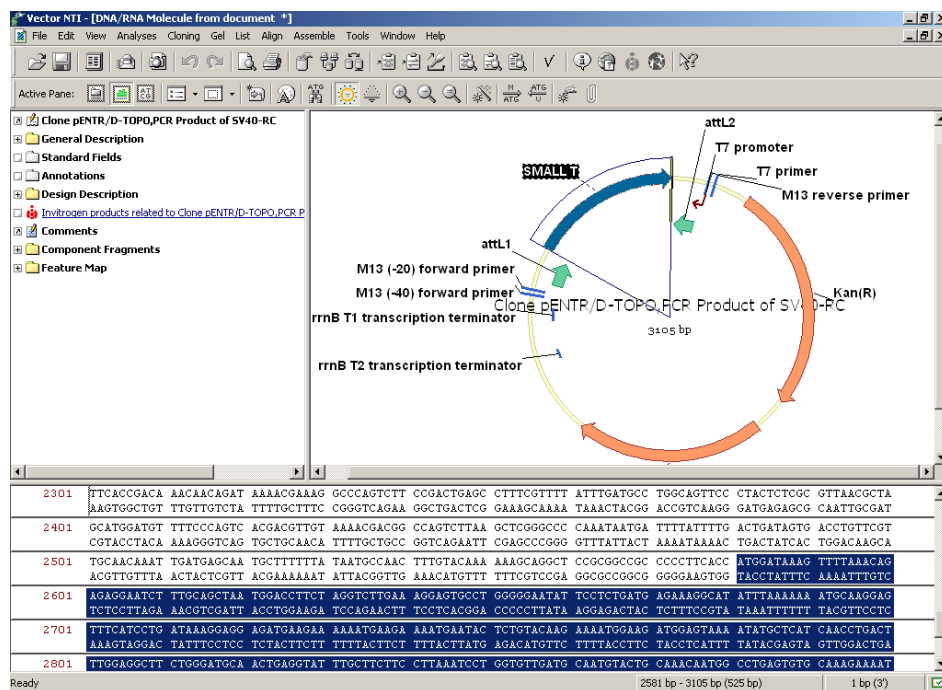 Vector NTI - [DNA/RNA Molecule from document *]
File Edit View Analyses Cloning Gel List Align Assemble Tools Window Help
Active Pane:
Clone pENTR/D-TOPO,PCR Product of SV40-RC
General Description
Standard Fields
Annotations
Design Description
Invitrogen products related to Clone pENTR/D-TOPO,PCR P
Comments
Component Fragments
Feature Map
attL2
T7 promoter
SMALL T
T7 primer
M13 reverse primer
attL1
M13 (-20) forward primer
M13 (-40) forward primer
Kan(R)
Clone pENTR/D-TOPO,PCR Product of SV40-RC
rrnB T1 transcription terminator
3105 bp
rrnB T2 transcription terminator
2301 TTCACCGACA AACAACAGAT AAAACGAAAG GCCCAGTCTT CCGACTGAGC CTTTCGTTTT ATTTGATGCC TGGCAGTTCC CTACTCTCGC GTTAACGCTA
AAGTGGCTGT TTGTTGTCTA TTTTGCTTTC CGGGTCAGAA GGCTGACTCG GAAAGCAAAA TAAACTACGG ACCGTCAAGG GATGAGAGCG CAATTGCGAT
2401 GCATGGATGT TTTCCCAGTC ACGACGTTGT AAAACGACGG CCAGTCTTAA GCTCGGGCCC CAAATAATGA TTTTATTTTG ACTGATAGTG ACCTGTTCGT
CGTACCTACA AAAGGGTCAG TGCTGCAACA TTTTGCTGCC GGTCAGAATT CGAGCCCGGG GTTTATTACT AAAATAAAAC TGACTATCAC TGGACAAGCA
2501 TGCAACAAAT TGATGAGCAA TGCTTTTTTA TAATGCCAAC TTTGTACAAA AAAGCAGGCT CCGCGGCCGC CCCCTTCACC ATGGATAAAG TTTTAAACAG
ACGTTGTTTA ACTACTCGTT ACGAAAAAAT ATTACGGTTG AAACATGTTT TTTCGTCCGA GGCGCCGGCG GGGGAAGTGG TACCTATTTC AAAATTTGTC
2601 AGAGGAATCT TTGCAGCTAA TGGACCTTCT AGGTCTTGAA AGGAGTGCCT GGGGGAATAT TCCTCTGATG AGAAAGGCAT ATTTAAAAAA ATGCAAGGAG
TCTCCTTAGA AACGTCGATT ACCTGGAAGA TCCAGAACTT TCCTCACGGA CCCCCTTATA AGGAGACTAC TCTTTCCGTA TAAATTTTTT TACGTTCCTC
2701 TTTCATCCTG ATAAAGGAGG AGATGAAGAA AAAATGAAGA AAATGAATAC TCTGTACAAG AAAATGGAAG ATGGAGTAAA ATATGCTCAT CAACCTGACT
AAAGTAGGAC TATTTCCTCC TCTACTTCTT TTTTACTTCT TTTACTTATG AGACATGTTC TTTTACCTTC TACCTCATTT TATACGAGTA GTTGGACTGA
2801 TTGGAGGCTT CTGGGATGCA ACTGAGGTAT TTGCTTCTTC CTTAAATCCT GGTGTTGATG CAATGTACTG CAAACAATGG CCTGAGTGTG CAAAGAAAAT
Ready 2581 bp - 3105 bp (525 bp) 1 bp (3')